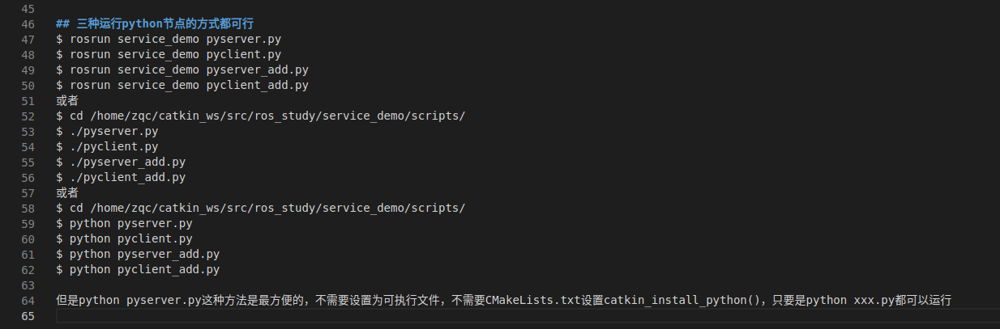 45
46 ## 三种运行python节点的方式都可行
47 $ rosrun service_demo pyserver.py
48 $ rosrun service_demo pyclient.py
49 $ rosrun service_demo pyserver_add.py
50 $ rosrun service_demo pyclient_add.py
51 或者
52 $ cd /home/zqc/catkin_ws/src/ros_study/service_demo/scripts/
53 $ ./pyserver.py
54 $ ./pyclient.py
55 $ ./pyserver_add.py
56 $ ./pyclient_add.py
57 或者
58 $ cd /home/zqc/catkin_ws/src/ros_study/service_demo/scripts/
59 $ python pyserver.py
60 $ python pyclient.py
61 $ python pyserver_add.py
62 $ python pyclient_add.py
63
64 但是python pyserver.py这种方法是最方便的，不需要设置为可执行文件，不需要CMakeLists.txt设置catkin_install_python()，只要是python xxx.py都可以运行
65